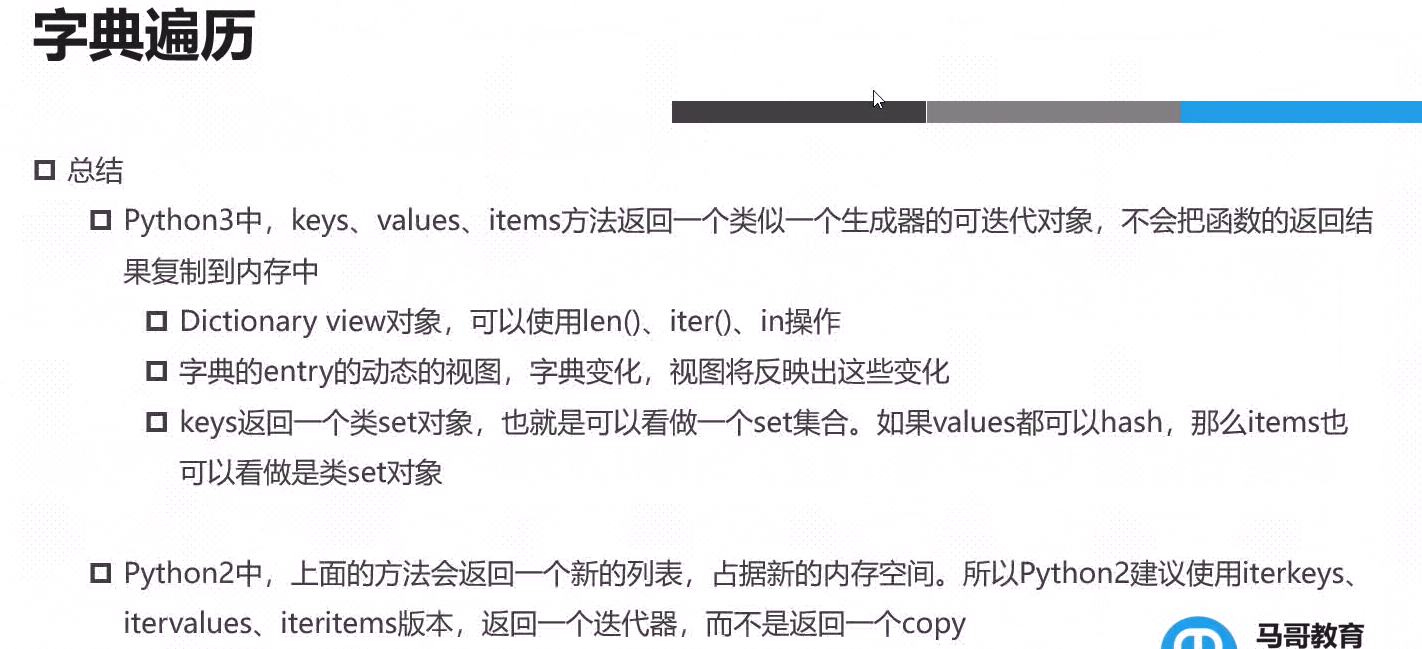 字典遍历
总结
Python3中，keys、values、items方法返回一个类似一个生成器的可迭代对象，不会把函数的返回结
果复制到内存中
Dictionary view对象，可以使用len()、iter()、in操作
字典的entry的动态的视图，字典变化，视图将反映出这些变化
keys返回一个类set对象，也就是可以看做一个set集合。如果values都可以hash，那么items也
可以看做是类set对象
Python2中，上面的方法会返回一个新的列表，占据新的内存空间。所以Python2建议使用iterkeys、
itervalues、iteritems版本，返回一个迭代器，而不是返回一个copy
马哥教育